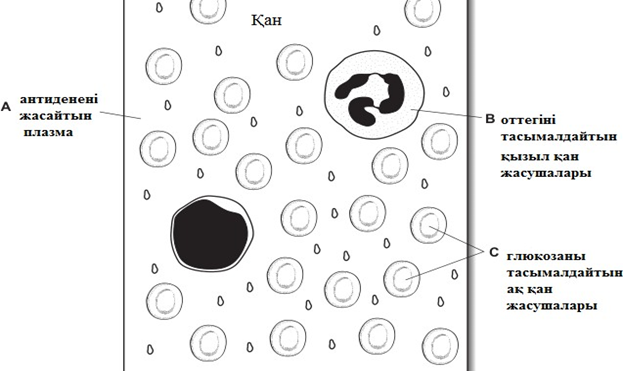 Қан
A антиденені
жасайтын
плазма
B оттегіні
тасымалдайтын
қызыл қан
жасушалары
C глюкозаны
тасымалдайтын
ақ қан
жасушалары